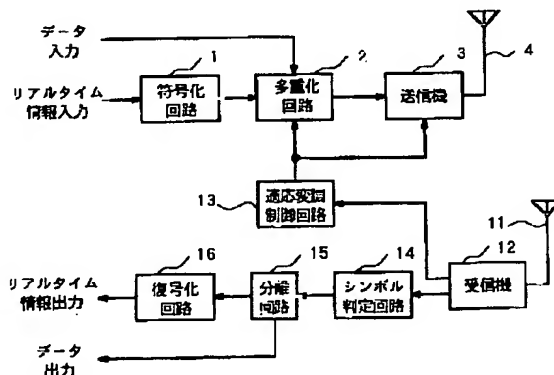 データ
入力
1
2
3
4
リアルタイム
情報入力
符号化
回路
多重化
回路
送信機
13
適応変調
制御回路
11
16
15
14
12
リアルタイム
情報出力
復号化
回路
分離
回路
シンボル
判定回路
受信機
データ
出力